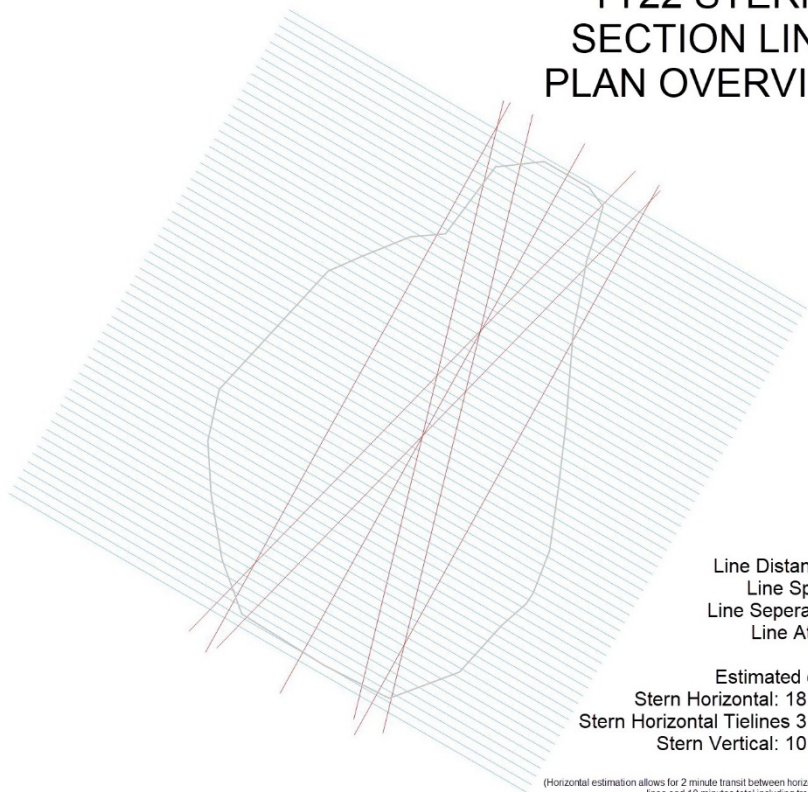 SECTION LIN
PLAN OVERVI
Line Distan
Line Sp
Line Sepera
Line Af
Estimated
Stern Horizontal: 18
Stern Horizontal Tielines 3
Stern Vertical: 10
(Horizontal estimation allows for 2 minute transit between horiz